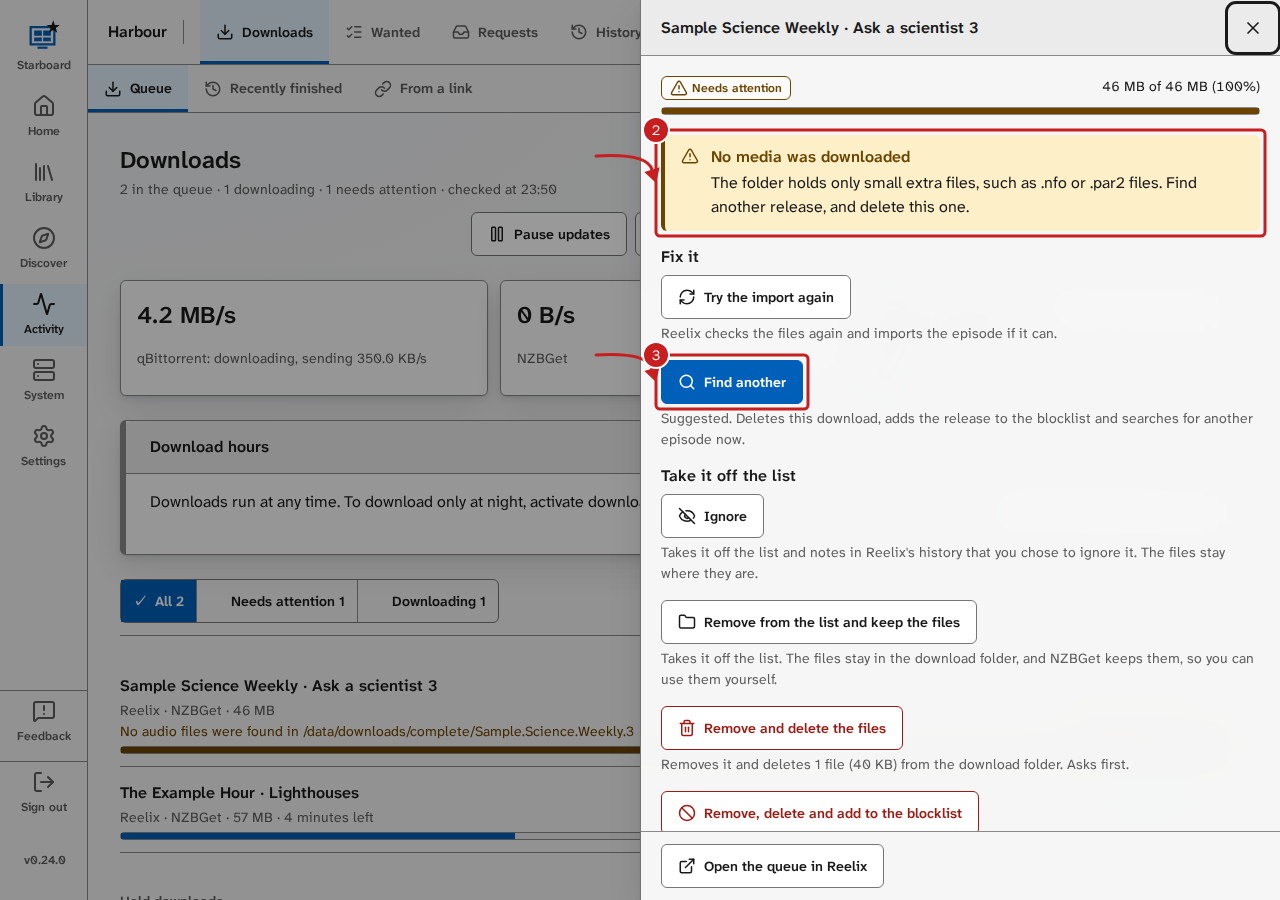 Starboard
Home
Library
Discover
Activity
System
Settings
Feedback
Sign out
v0.24.0
Harbour
Downloads
Wanted
Requests
History
Queue
Recently finished
From a link
Downloads
2 in the queue · 1 downloading · 1 needs attention · checked at 23:50
Pause updates
4.2 MB/s
qBittorrent: downloading, sending 350.0 KB/s
0 B/s
NZBGet
Download hours
Downloads run at any time. To download only at night, activate downlo
✓ All 2
Needs attention 1
Downloading 1
Sample Science Weekly · Ask a scientist 3
Reelix · NZBGet · 46 MB
No audio files were found in /data/downloads/complete/Sample.Science.Weekly.3
The Example Hour · Lighthouses
Reelix · NZBGet · 57 MB · 4 minutes left
Sample Science Weekly · Ask a scientist 3
Needs attention
46 MB of 46 MB (100%)
2
No media was downloaded
The folder holds only small extra files, such as .nfo or .par2 files. Find
another release, and delete this one.
Fix it
Try the import again
Reelix checks the files again and imports the episode if it can.
3
Find another
Suggested. Deletes this download, adds the release to the blocklist and searches for another
episode now.
Take it off the list
Ignore
Takes it off the list and notes in Reelix's history that you chose to ignore it. The files stay
where they are.
Remove from the list and keep the files
Takes it off the list. The files stay in the download folder, and NZBGet keeps them, so you can
use them yourself.
Remove and delete the files
Removes it and deletes 1 file (40 KB) from the download folder. Asks first.
Remove, delete and add to the blocklist
Open the queue in Reelix